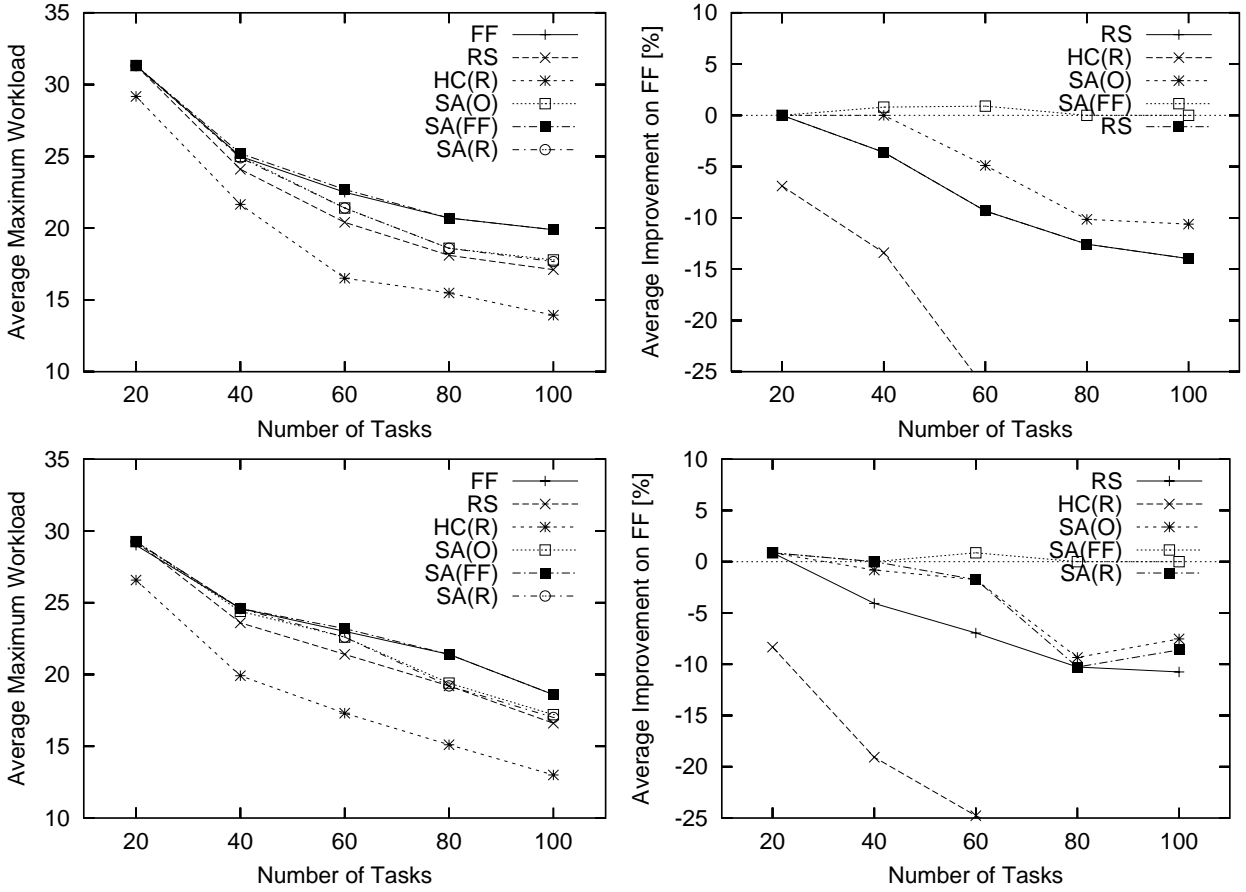 35
30
25
20
15
10
20 40 60 80 100
Average Maximum Workload
Number of Tasks
FF
RS
HC(R)
SA(O)
SA(FF)
SA(R)
10
5
0
-5
-10
-15
-20
-25
20 40 60 80 100
Average Improvement on FF [%]
Number of Tasks
RS
HC(R)
SA(O)
SA(FF)
RS
35
30
25
20
15
10
20 40 60 80 100
Average Maximum Workload
Number of Tasks
FF
RS
HC(R)
SA(O)
SA(FF)
SA(R)
10
5
0
-5
-10
-15
-20
-25
20 40 60 80 100
Average Improvement on FF [%]
Number of Tasks
RS
HC(R)
SA(O)
SA(FF)
SA(R)